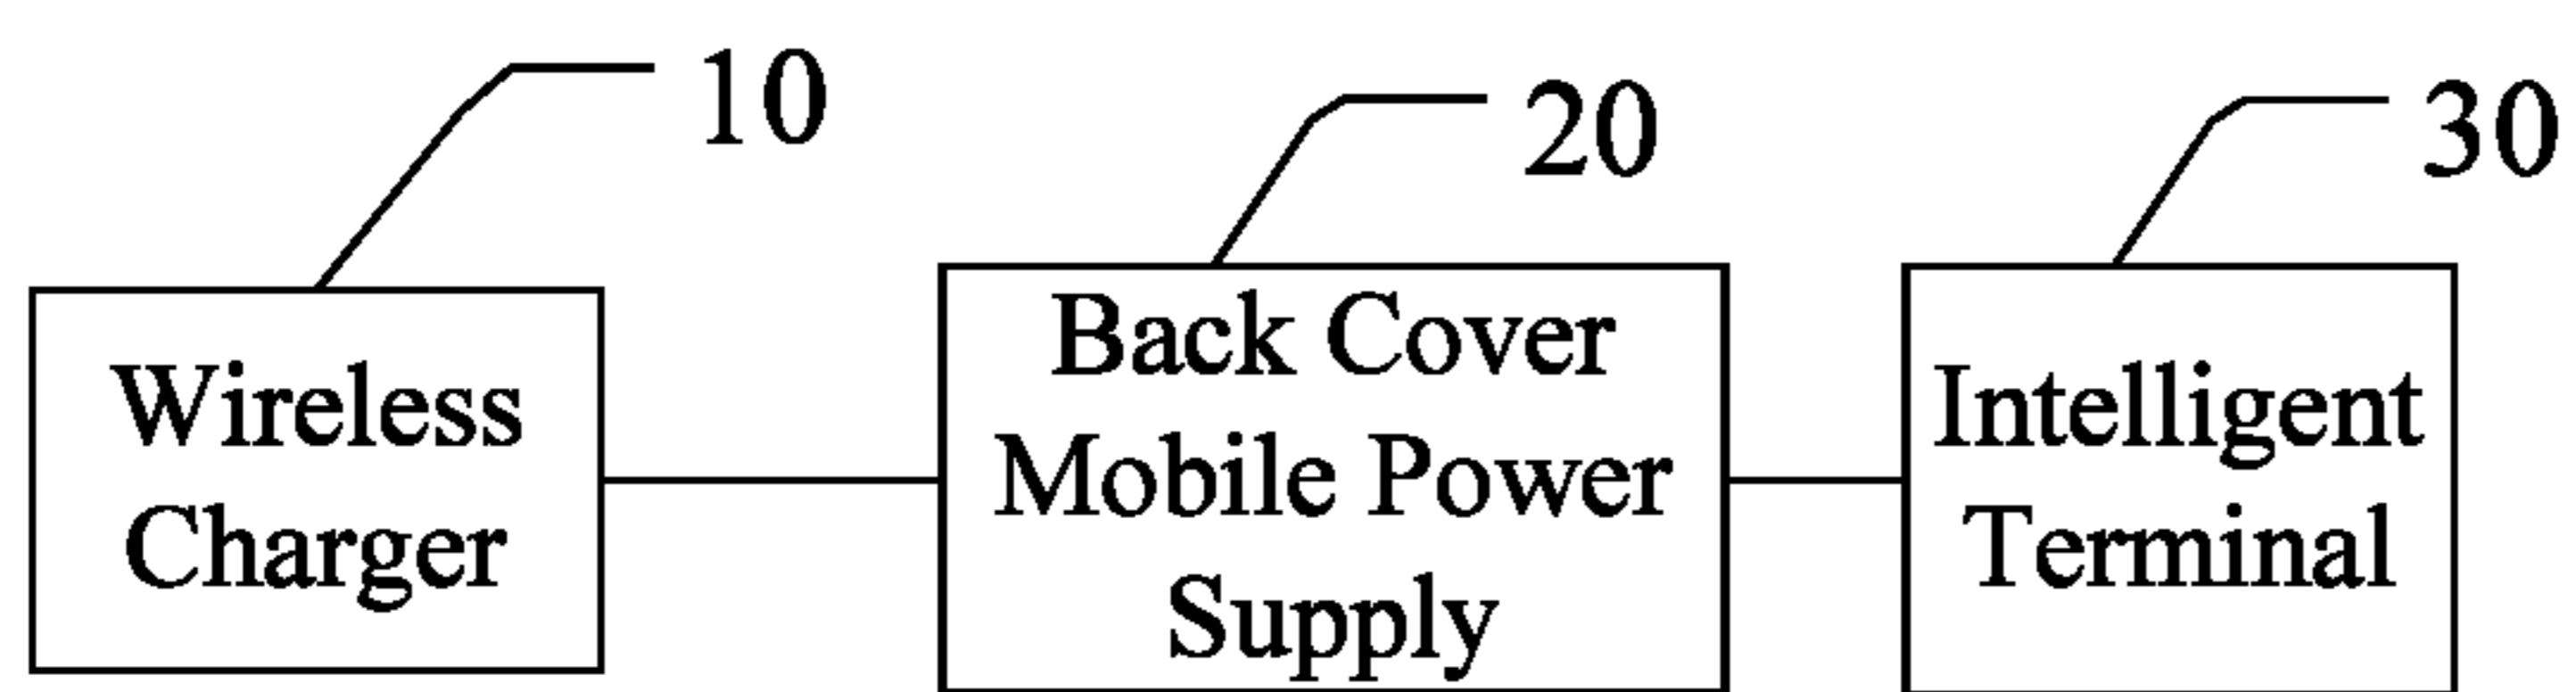 10
20
30
Wireless
Charger
Back Cover
Mobile Power
Supply
Intelligent
Terminal